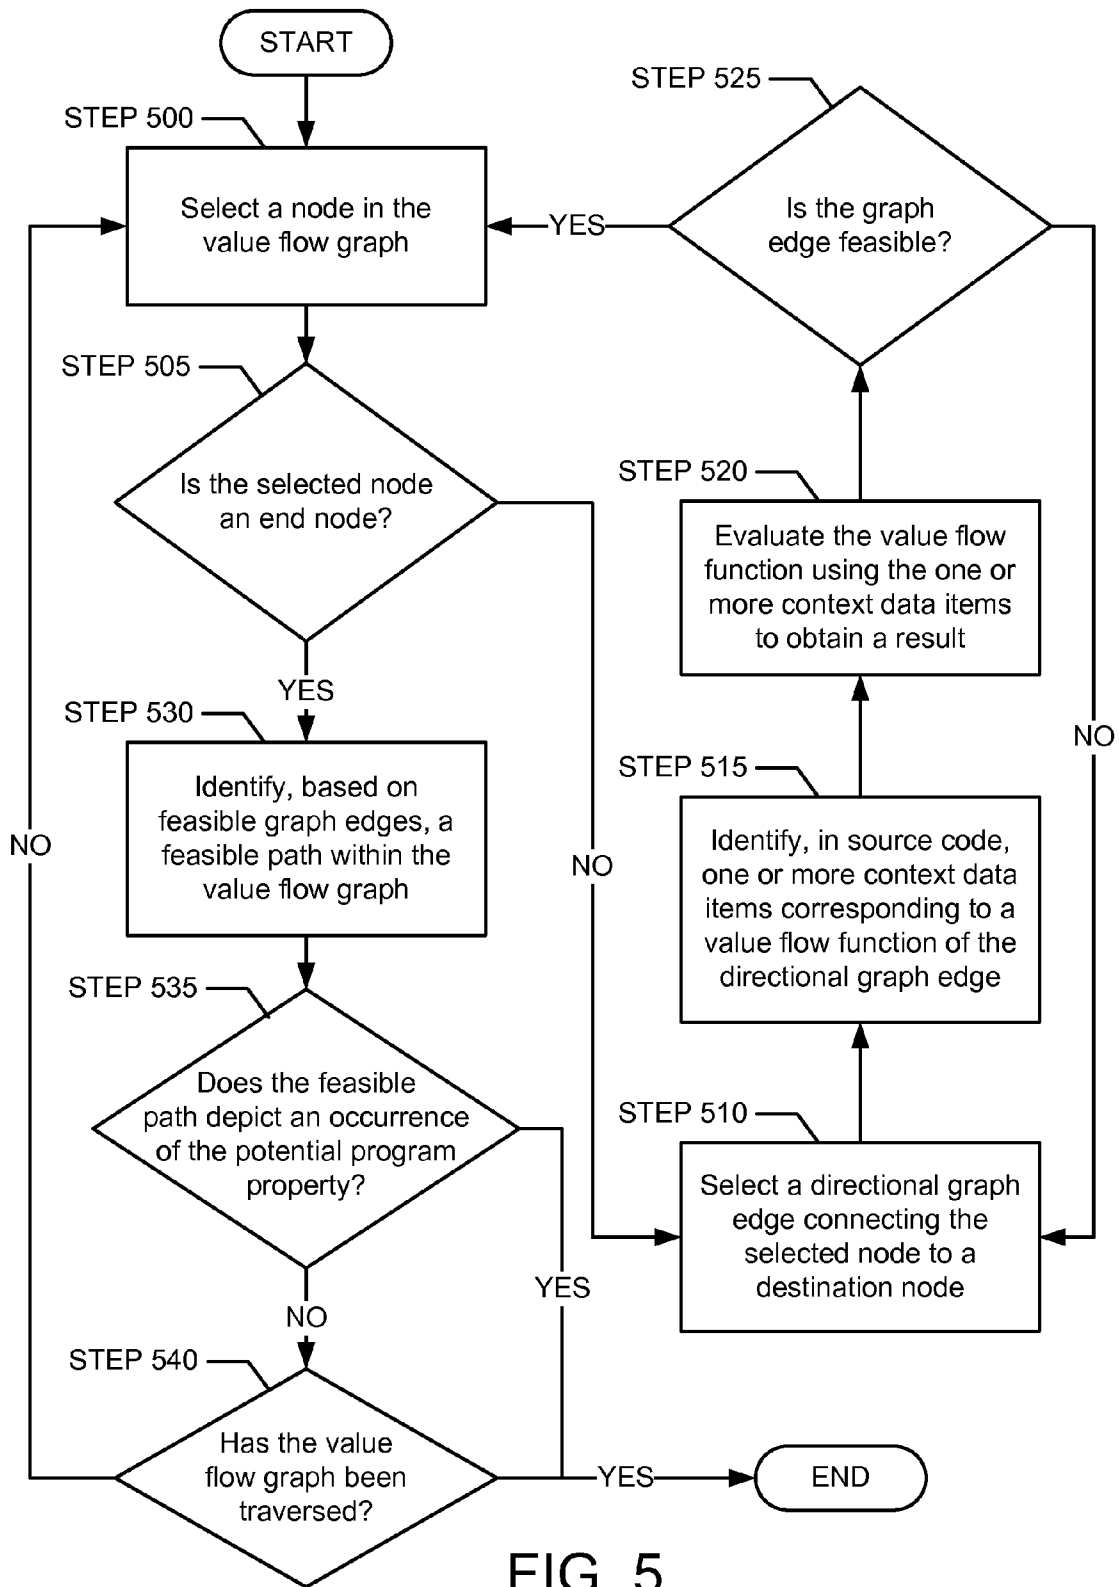 START
STEP 500
Select a node in the
value flow graph
STEP 505
Is the selected node
an end node?
YES
NO
STEP 530
Identify, based on
feasible graph edges, a
feasible path within the
value flow graph
STEP 535
Does the feasible
path depict an occurrence
of the potential program
property?
YES
NO
STEP 540
Has the value
flow graph been
traversed?
NO
YES
END
STEP 510
Select a directional graph
edge connecting the
selected node to a
destination node
STEP 515
Identify, in source code,
one or more context data
items corresponding to a
value flow function of the
directional graph edge
STEP 520
Evaluate the value flow
function using the one or
more context data items
to obtain a result
STEP 525
Is the graph
edge feasible?
YES
NO
FIG. 5